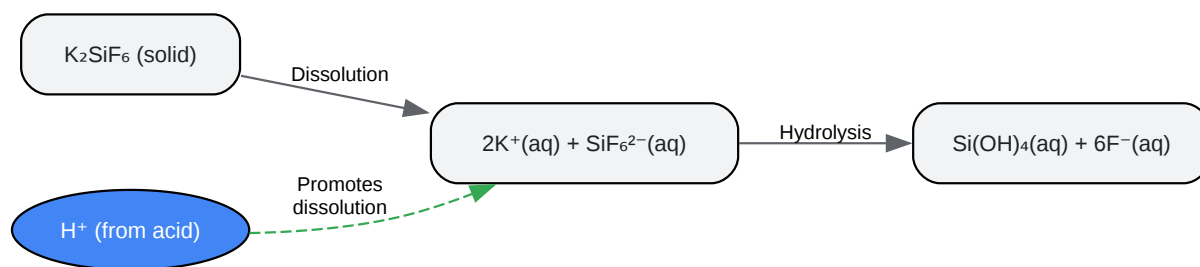 K₂SiF₆ (solid)
Dissolution
2K⁺(aq) + SiF₆²⁻(aq)
Hydrolysis
Si(OH)₄(aq) + 6F⁻(aq)
Promotes
dissolution
H⁺ (from acid)